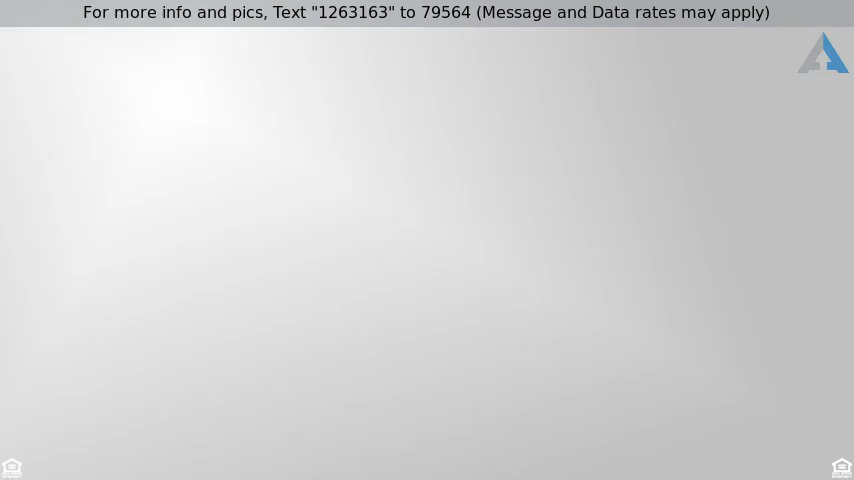 For more info and pics, Text "1263163" to 79564 (Message and Data rates may apply)